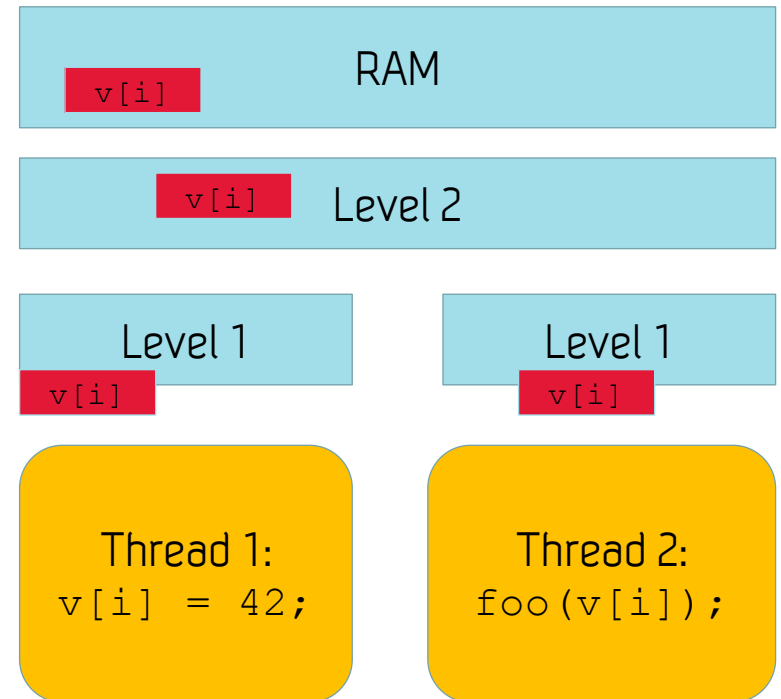 RAM
v[i]
v[i]
Level 2
Level 1
Level 1
v[i]
v[i]
Thread 1:
v[i] = 42;
Thread 2:
foo(v[i]);